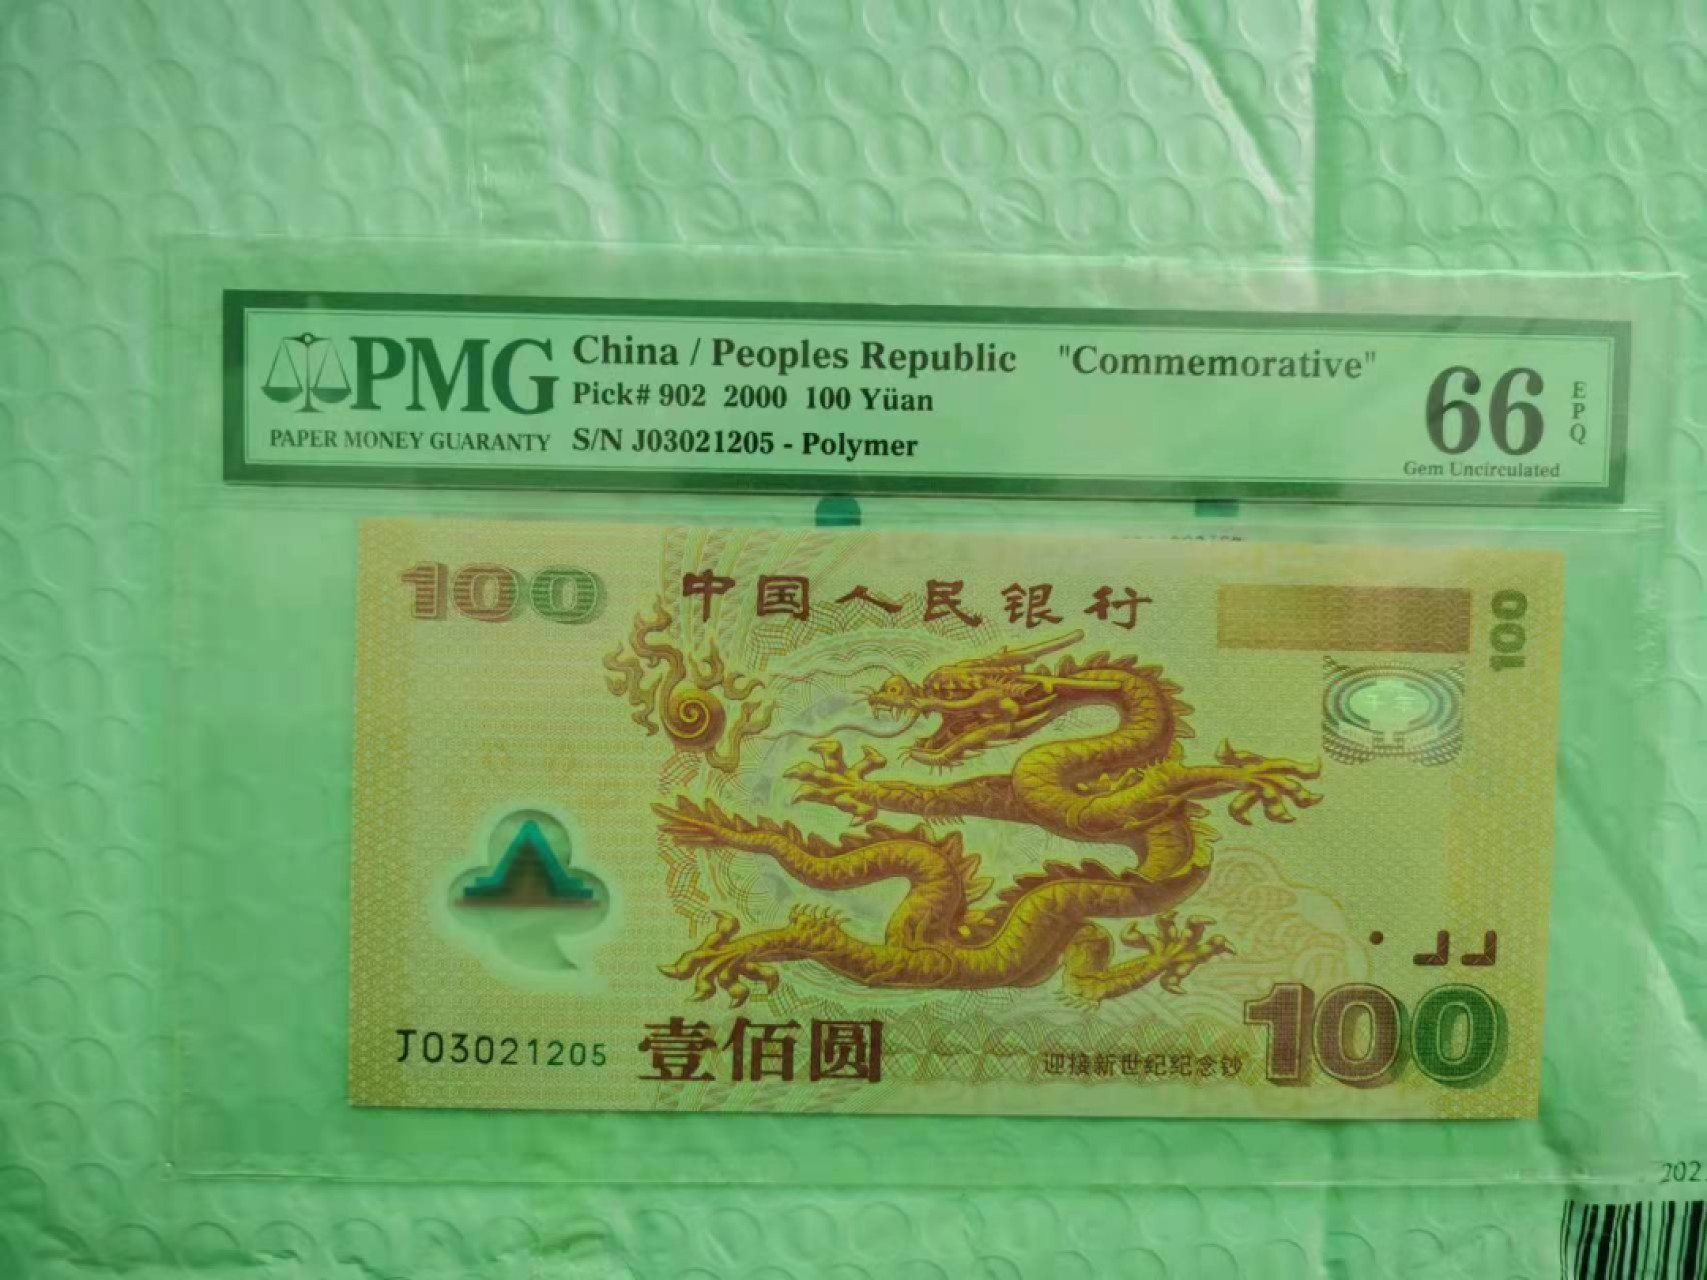 PMG
PAPER MONEY GUARANTY
China / Peoples Republic "Commemorative"
Pick# 902 2000 100 Yüan
S/N J03021205 - Polymer
66
EPQ
Gem Uncirculated
100
中国人民银行
100
J03021205
壹佰圆
迎接新世纪纪念钞
100
202